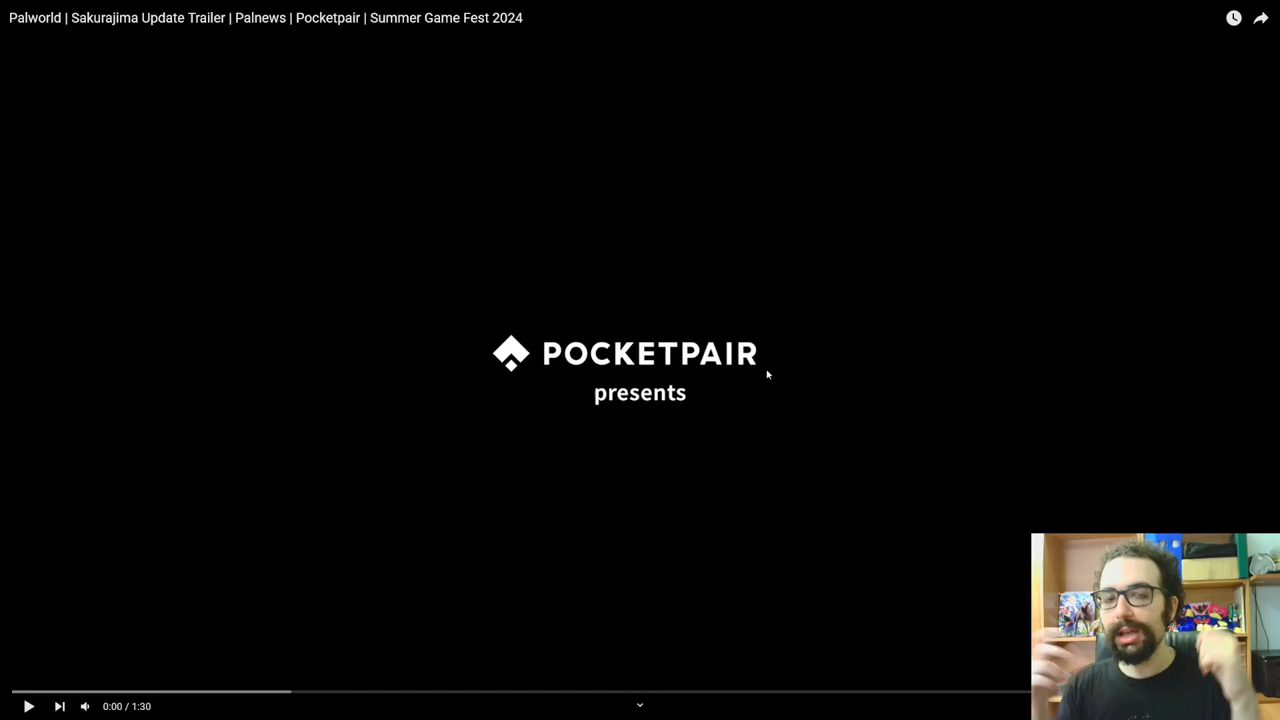 Palworld | Sakurajima Update Trailer | Palnews | Pocketpair | Summer Game Fest 2024
POCKETPAIR
presents
0:00 / 1:30